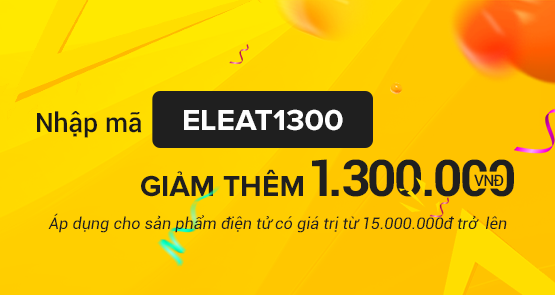 Nhập mã ELEAT1300
GIẢM THÊM 1.300.000 VNĐ
Áp dụng cho sản phẩm điện tử có giá trị từ 15.000.000đ trở lên